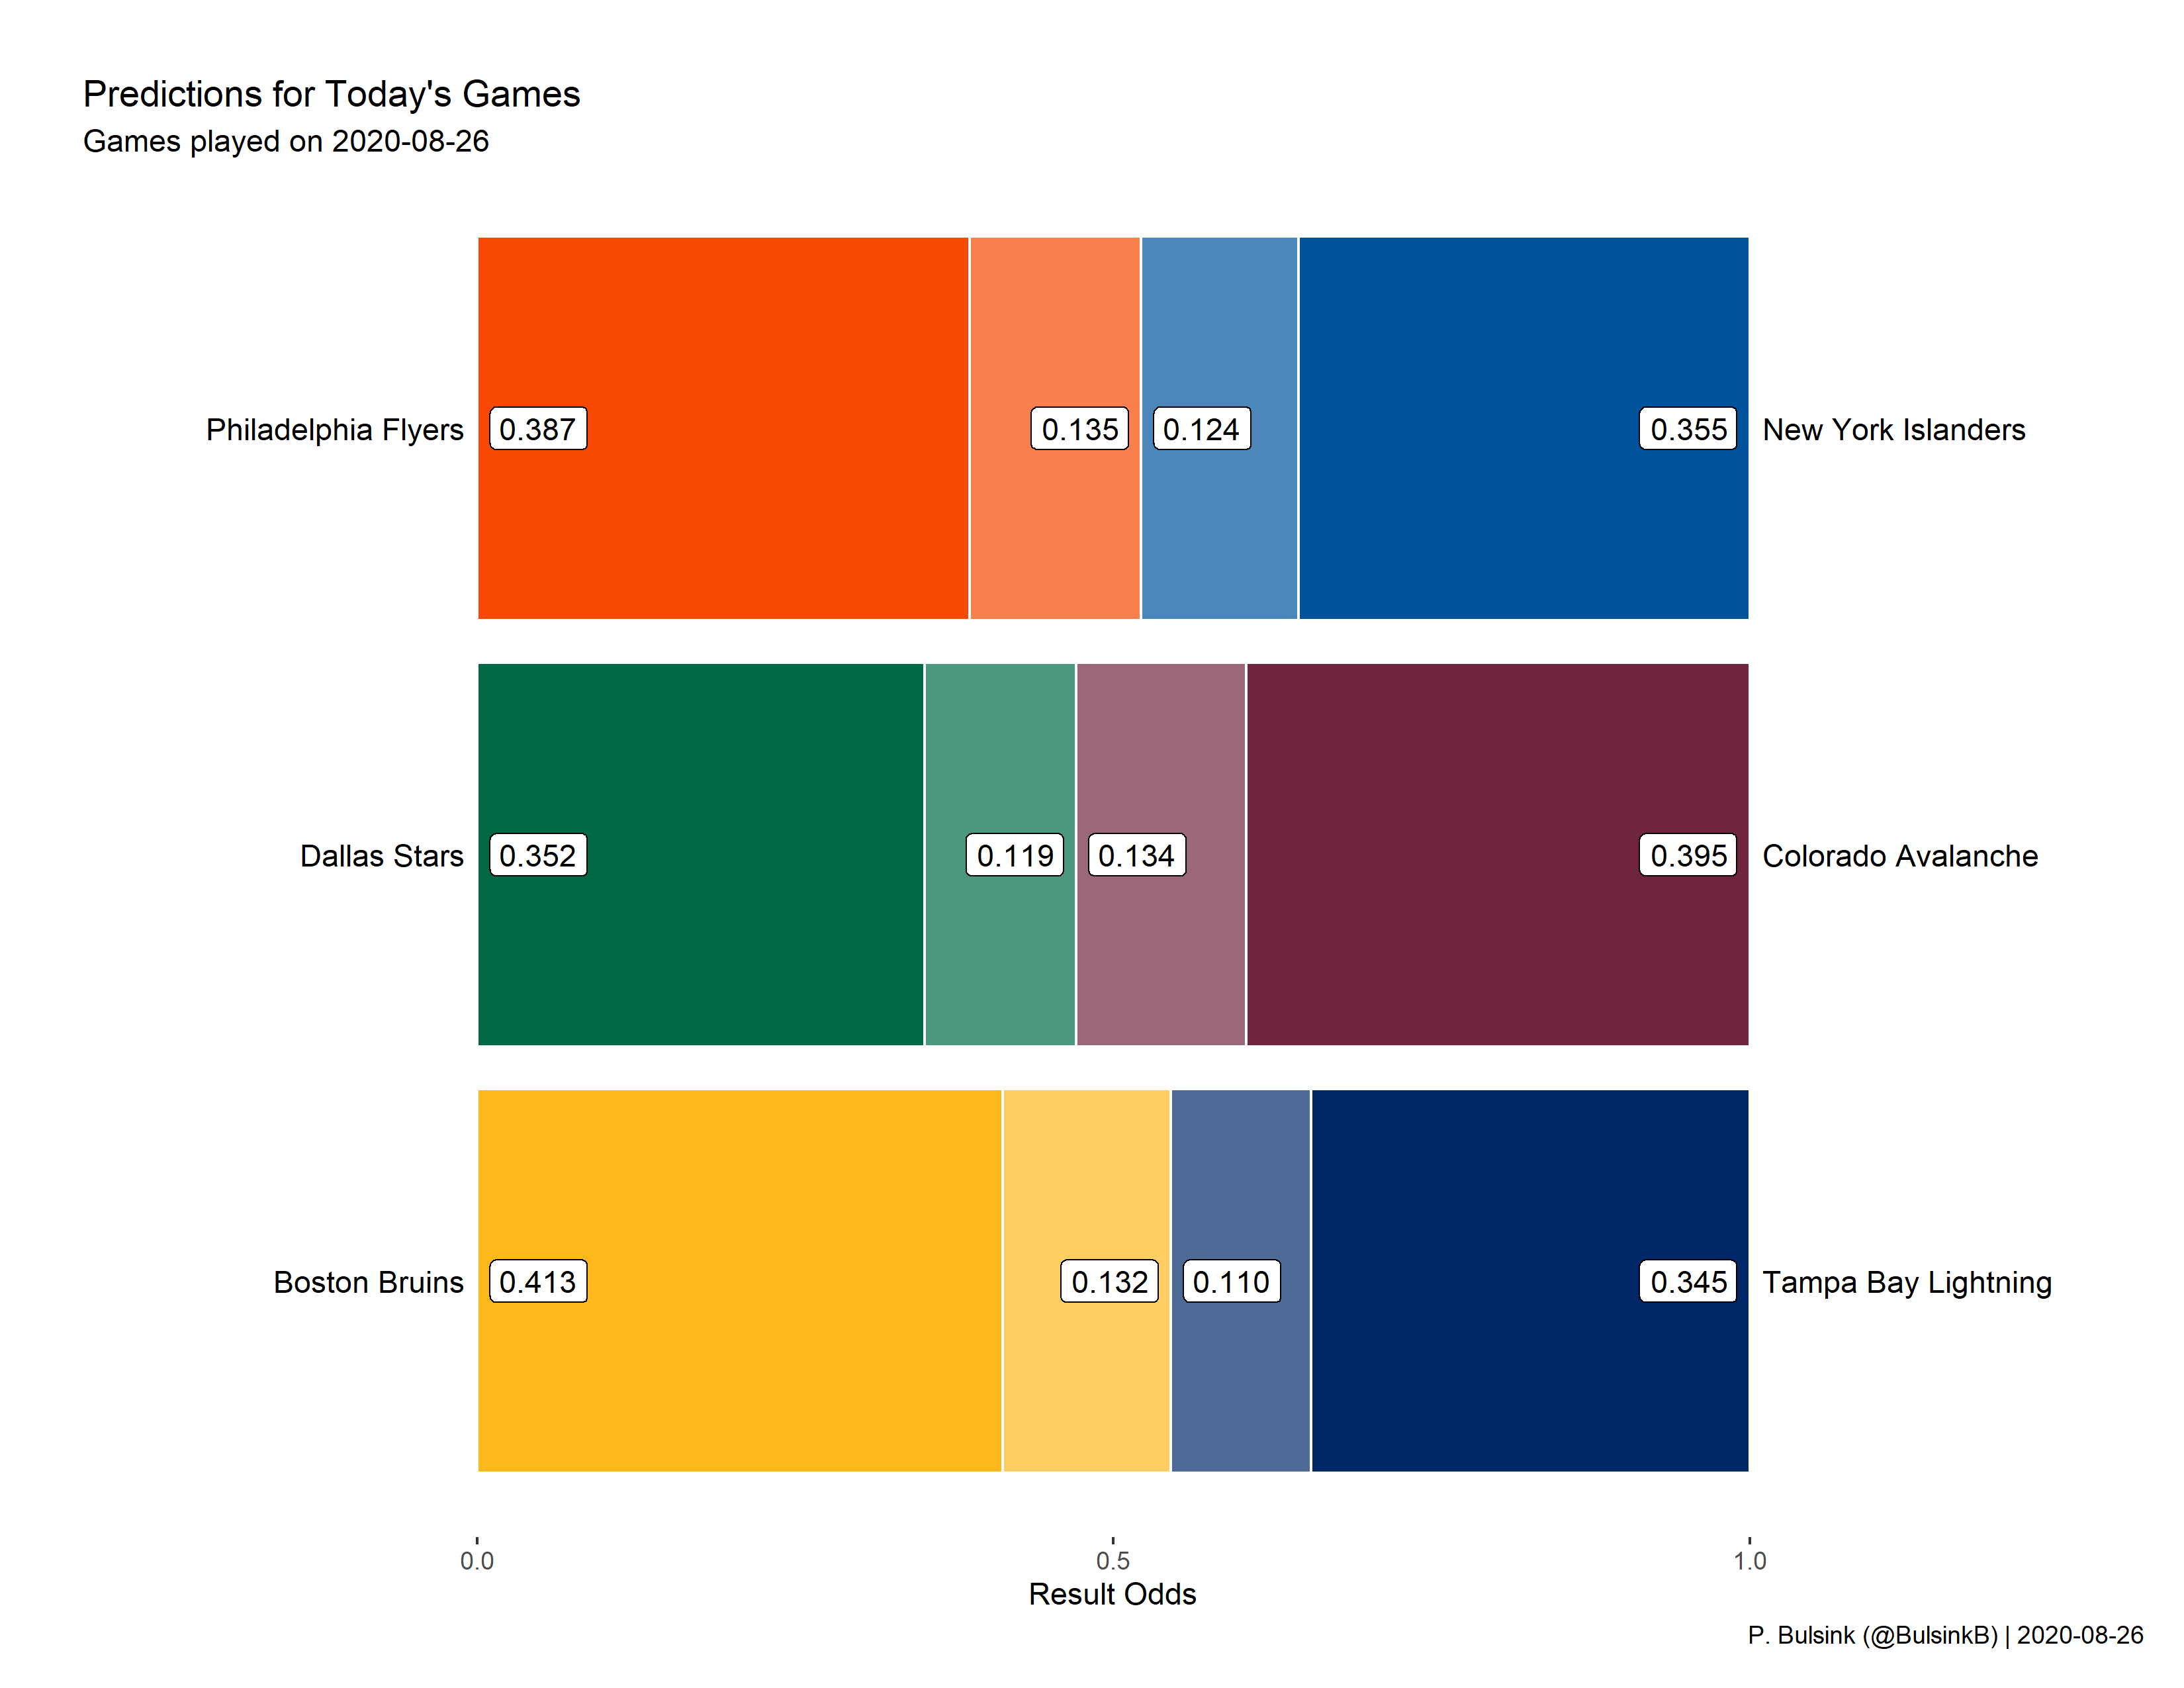 Predictions for Today's Games
Games played on 2020-08-26
Philadelphia Flyers 0.387 0.135 0.124 0.355 New York Islanders
Dallas Stars 0.352 0.119 0.134 0.395 Colorado Avalanche
Boston Bruins 0.413 0.132 0.110 0.345 Tampa Bay Lightning
0.0 0.5 1.0
Result Odds
P. Bulsink (@BulsinkB) | 2020-08-26